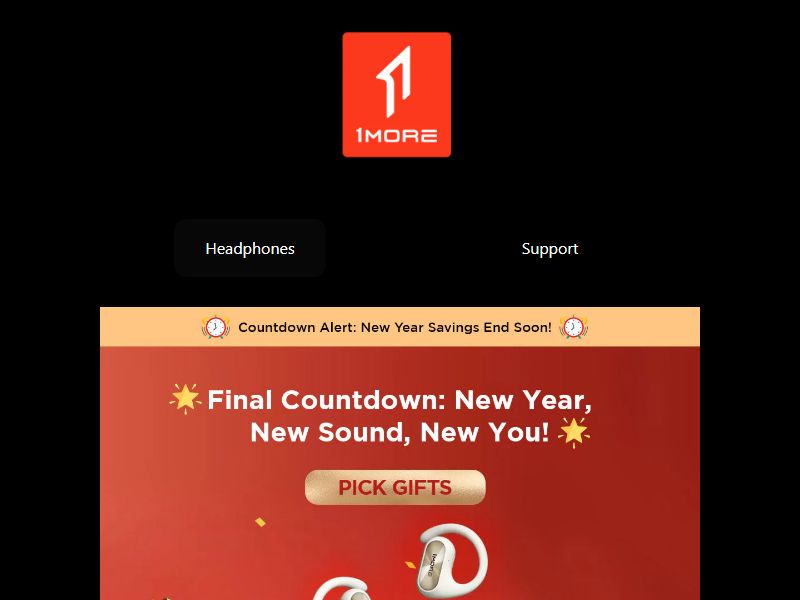 1MORE
Headphones
Support
Countdown Alert: New Year Savings End Soon!
Final Countdown: New Year,
New Sound, New You!
PICK GIFTS